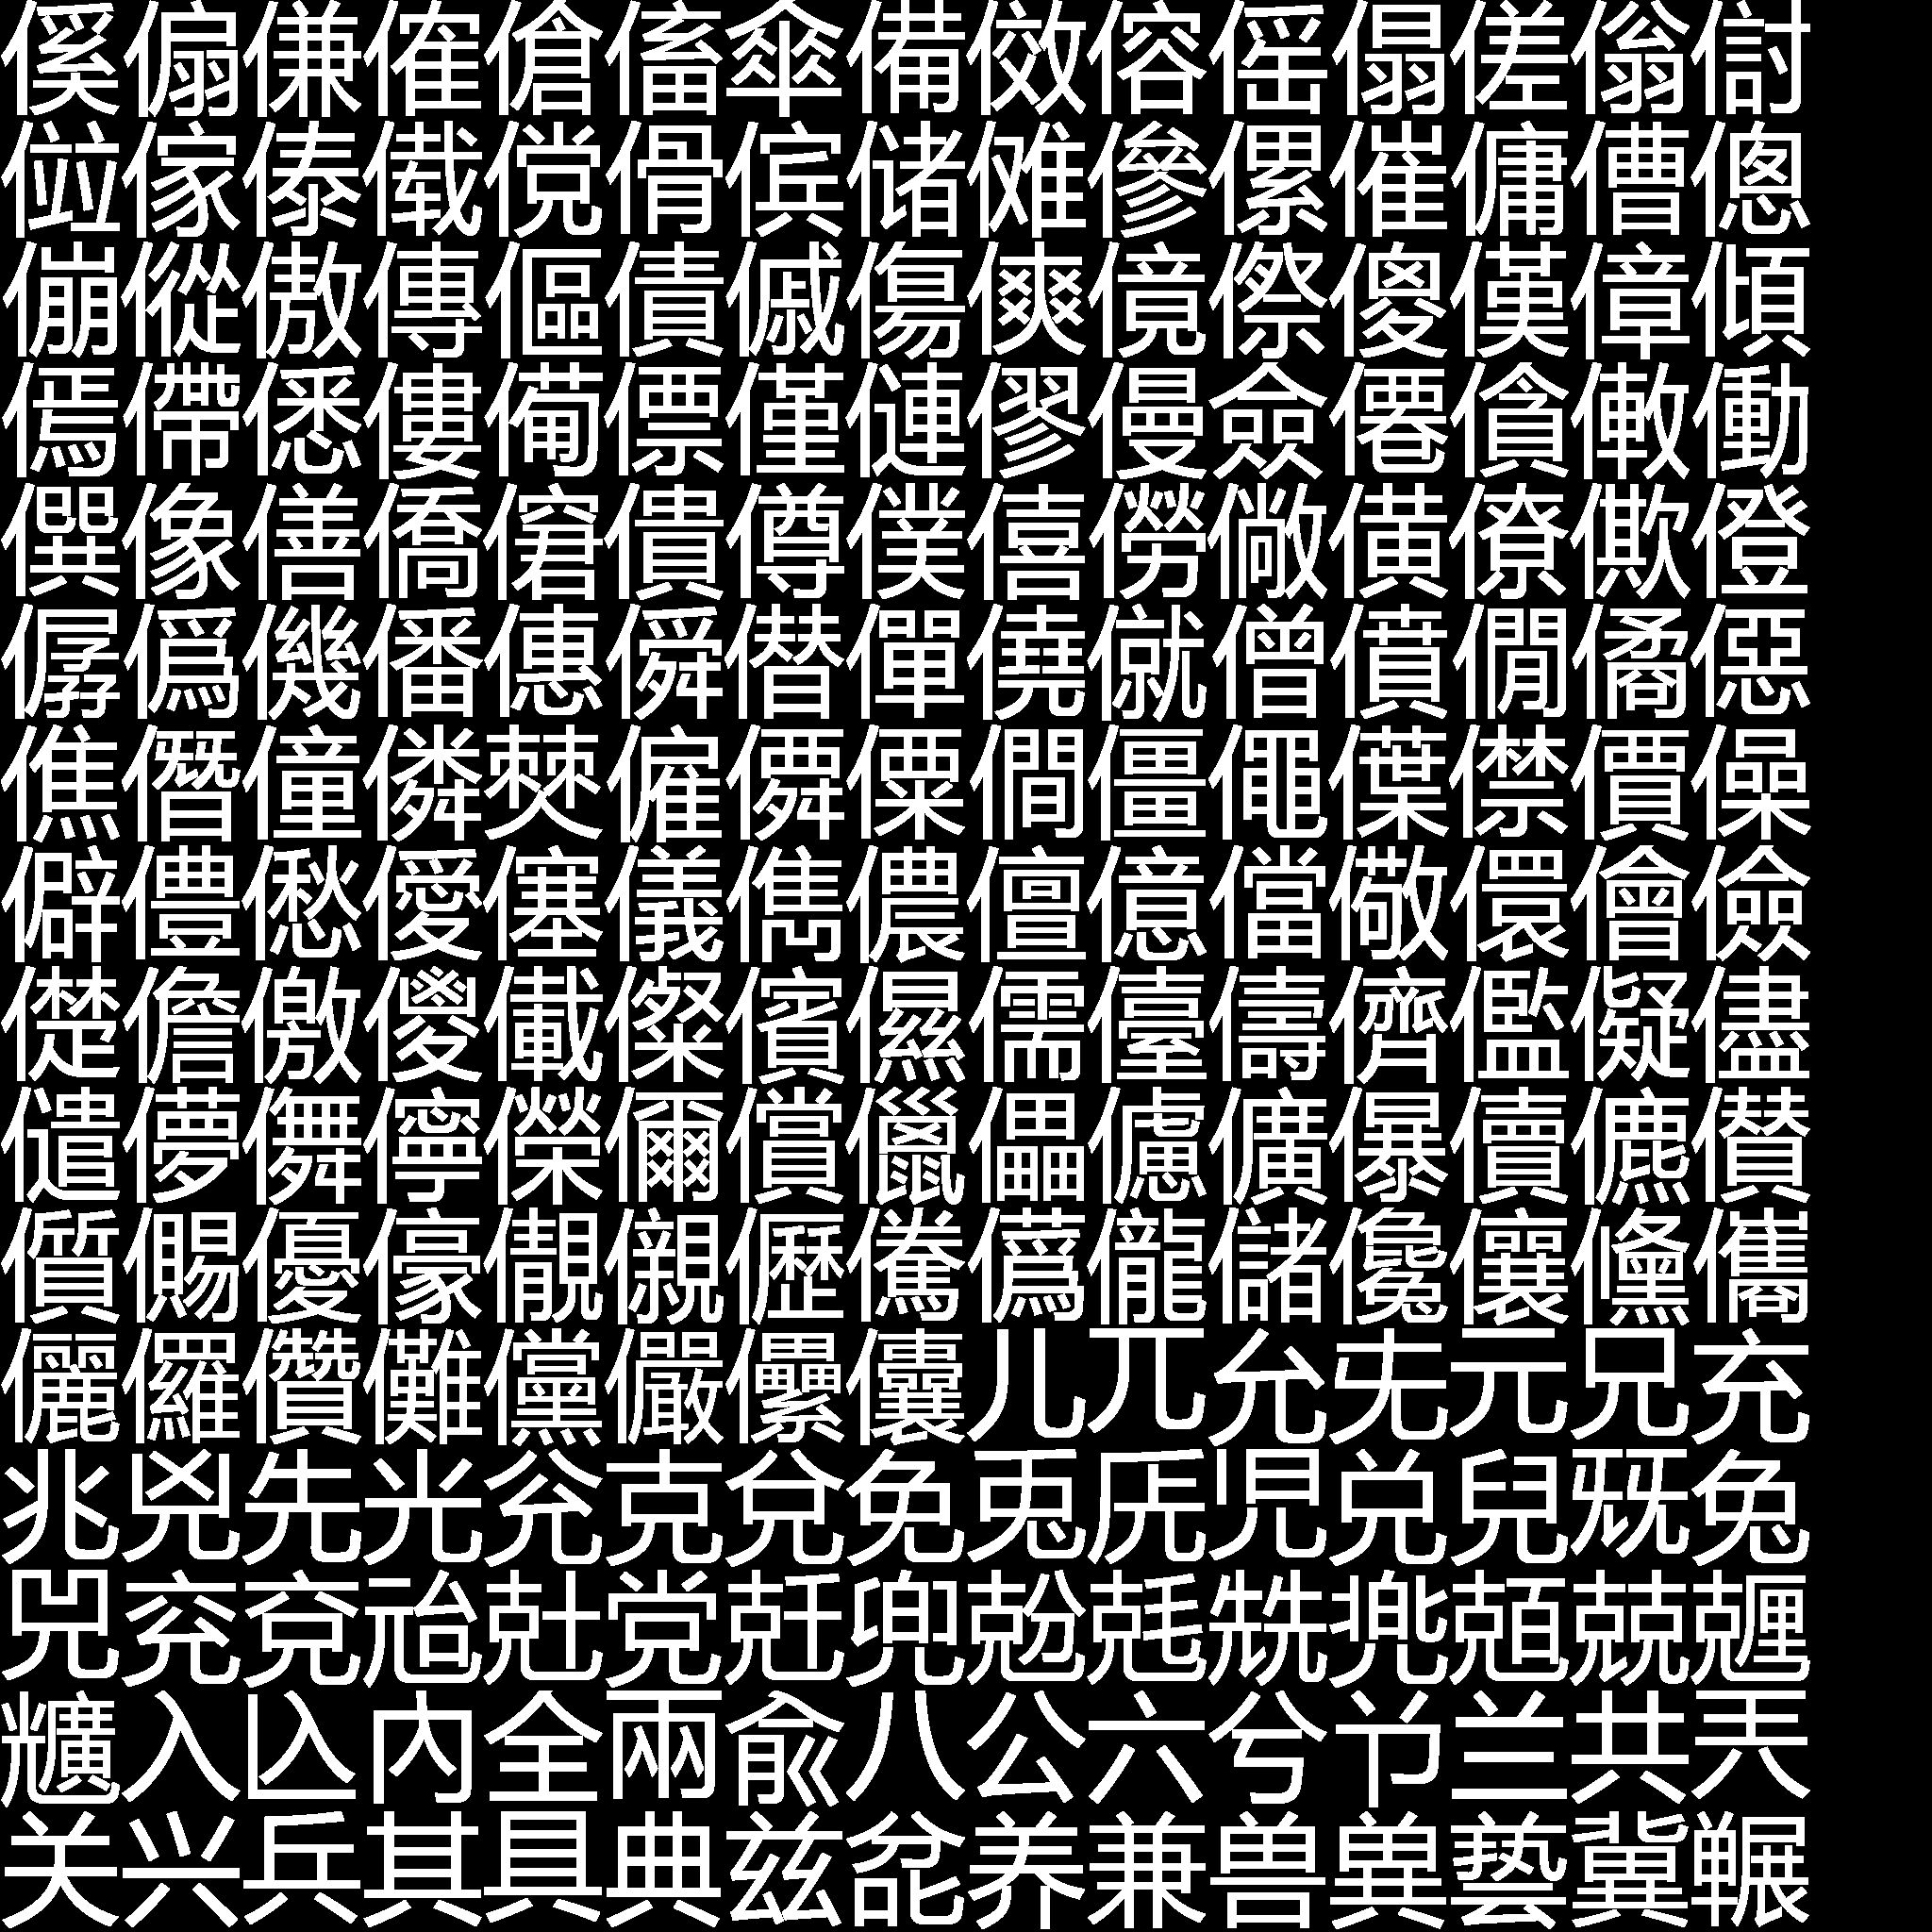 傒傓傔傕傖傗傘備傚傛傜傝傞傟傠
傡傢傣傤傥傦傧储傩傪傫催傭傮傯
傰傱傲傳傴債傶傷傸傹傺傻傼傽傾
傿僀僁僂僃僄僅僆僇僈僉僊僋僌働
僎像僐僑僒僓僔僕僖僗僘僙僚僛僜
僝僞僟僠僡僢僣僤僥僦僧僨僩僪僫
僬僭僮僯僰僱僲僳僴僵僶僷僸價僺
僻僼僽僾僿儀儁儂儃億儅儆儇儈儉
儊儋儌儍儎儏儐儑儒儓儔儕儖儗儘
儙儚儛儜儝儞償儠儡儢儣儤儥儦儧
儨儩優儫儬儭儮儯儰儱儲儳儴儵儶
儷儸儹儺儻儼儽儾儿兀允兂元兄充
兆兇先光兊克兌免兎兏児兑兒兓兔
兕兖兗兘兙党兛兜兝兞兟兠兡兢兣
兤入兦內全兩兪八公六兮兯兰共兲
关兴兵其具典兹兺养兼兽兾兿冀冁